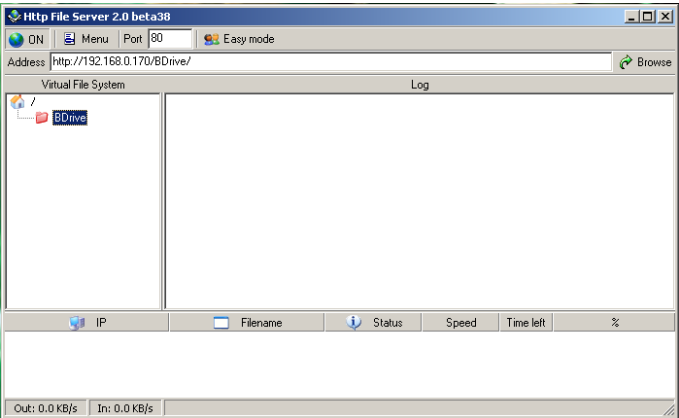 Http File Server 2.0 beta38
ON Menu Port 80 Easy mode
Address http://192.168.0.170/BDrive/ Browse
Virtual File System Log
/
BDrive
IP Filename Status Speed Time left %
Out: 0.0 KB/s In: 0.0 KB/s